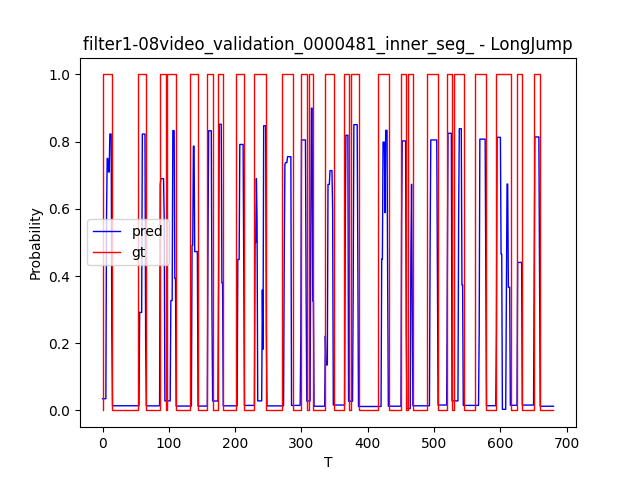 filter1-08video_validation_0000481_inner_seg_ - LongJump
1.0
0.8
0.6
0.4
0.2
0.0
Probability
pred
gt
0 100 200 300 400 500 600 700
T